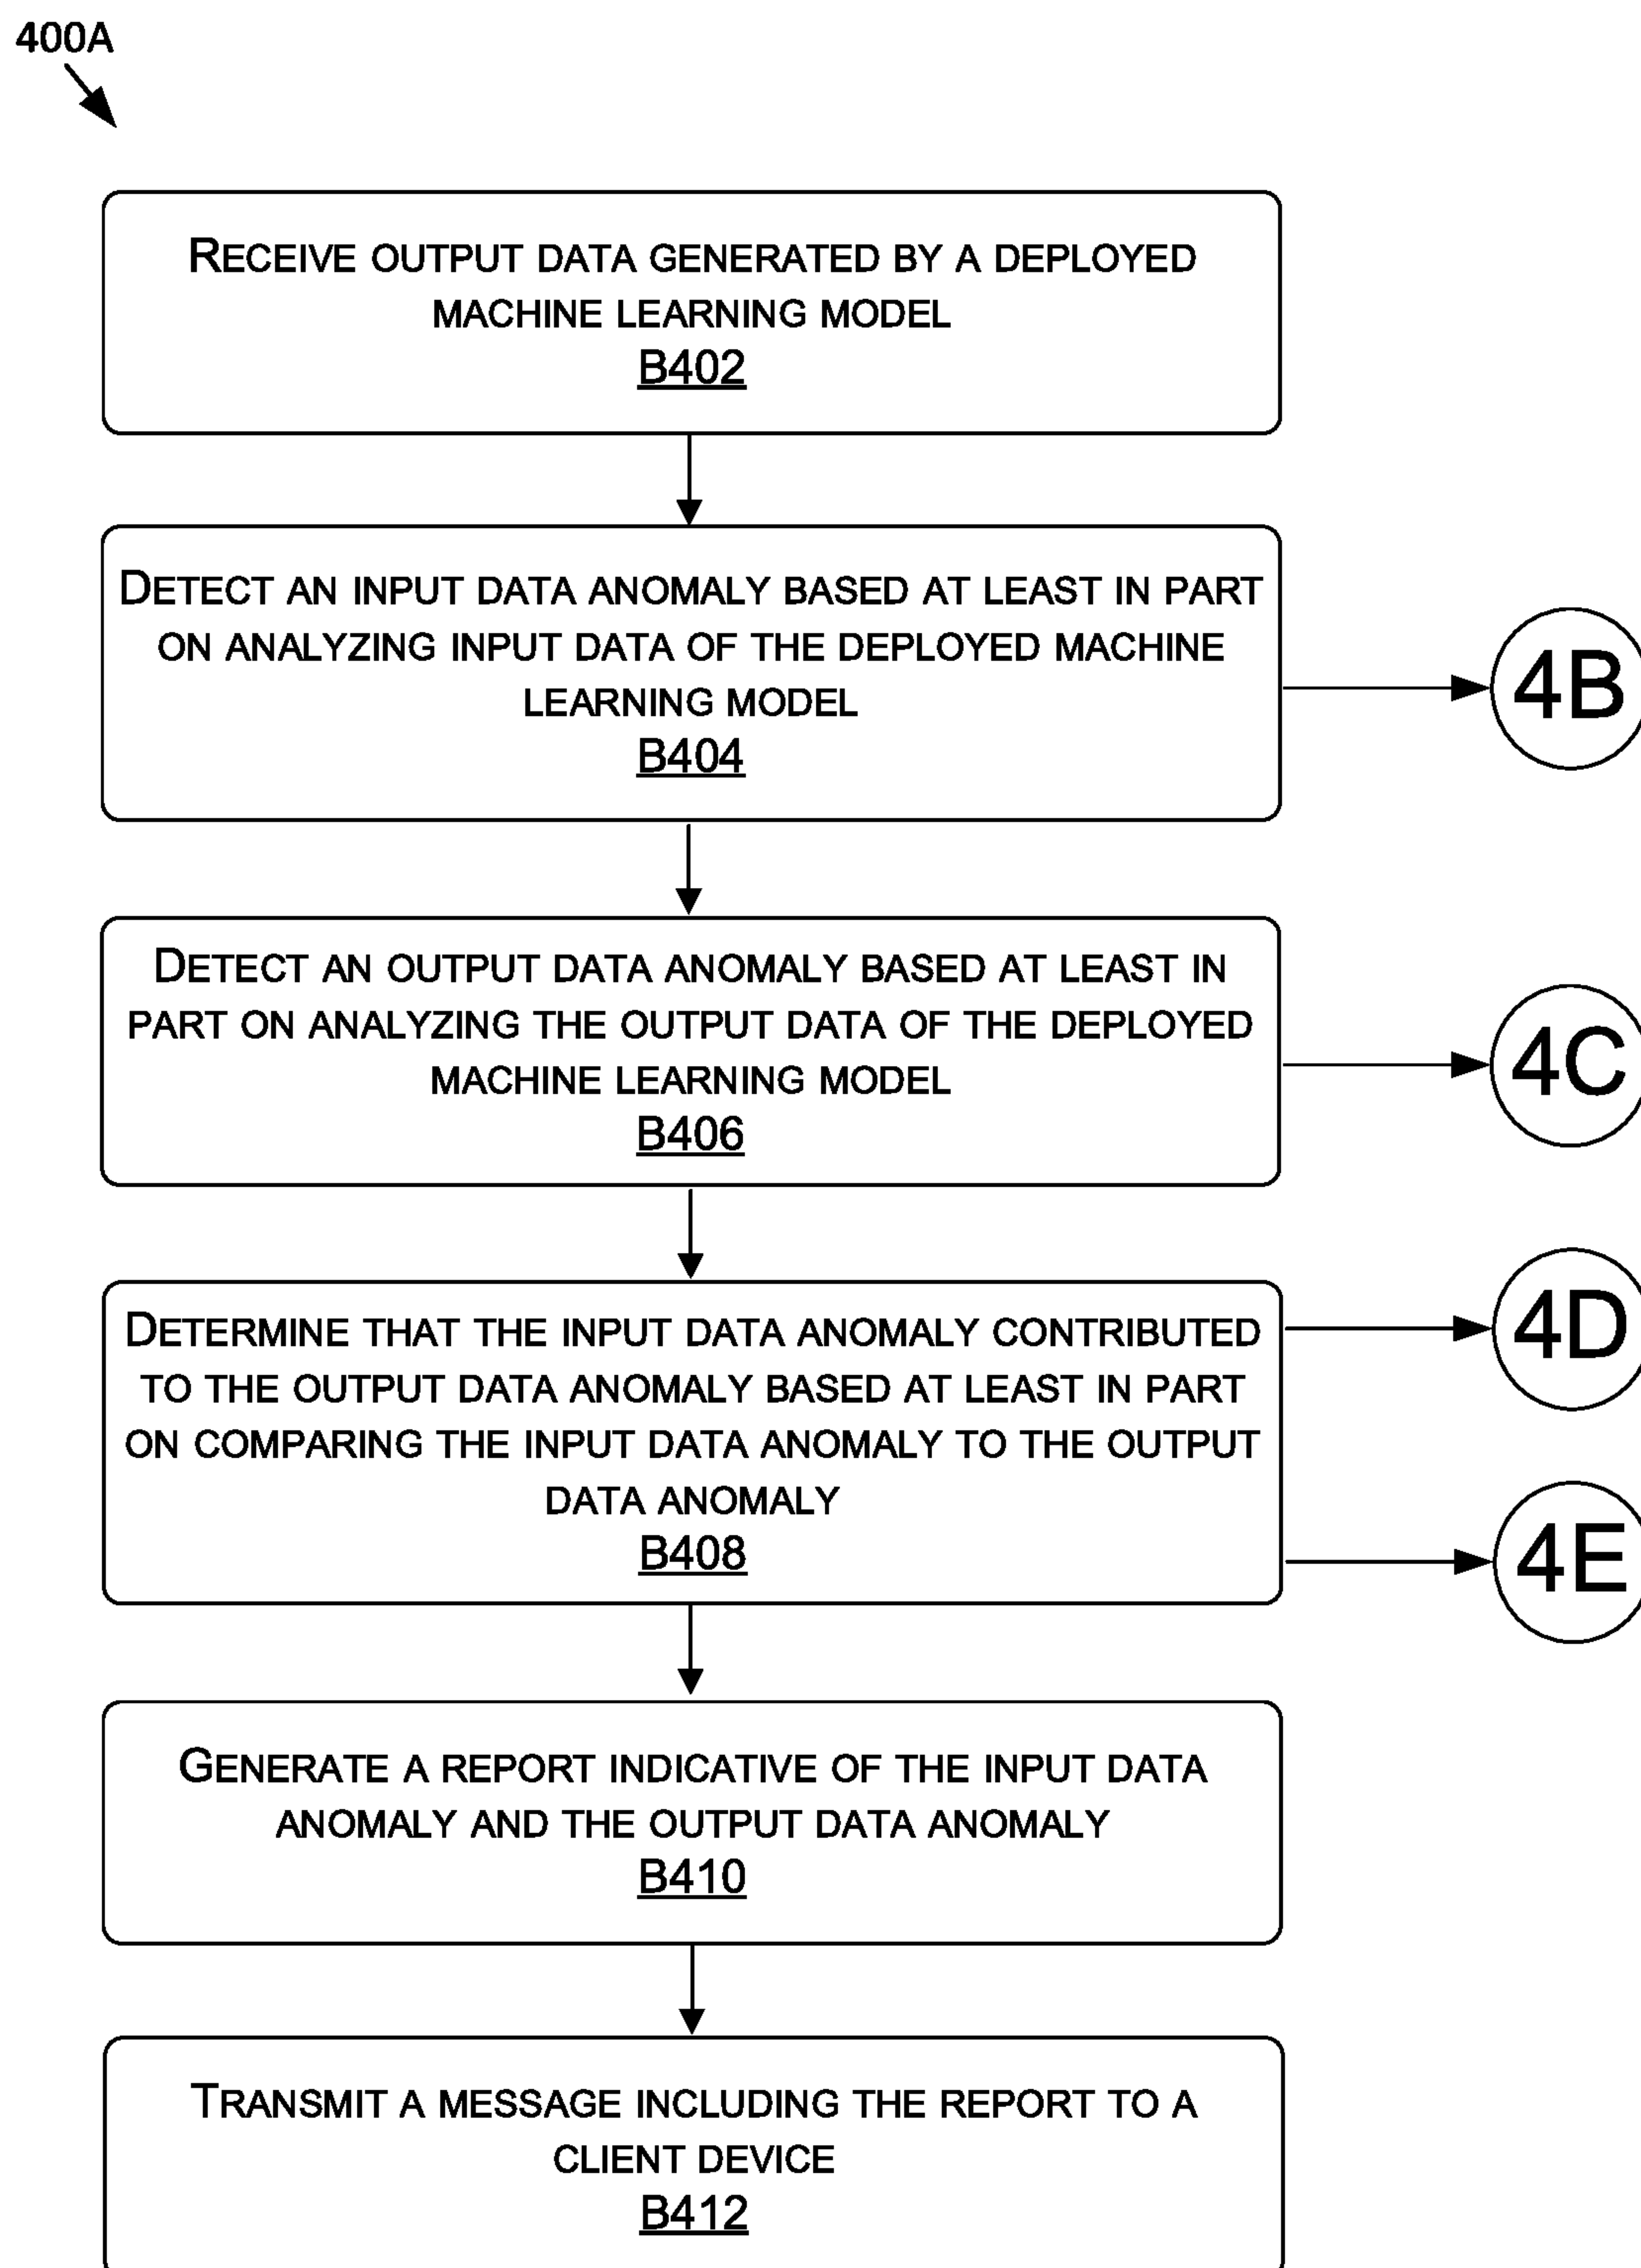 400A
RECEIVE OUTPUT DATA GENERATED BY A DEPLOYED
MACHINE LEARNING MODEL
B402
DETECT AN INPUT DATA ANOMALY BASED AT LEAST IN PART
ON ANALYZING INPUT DATA OF THE DEPLOYED MACHINE
LEARNING MODEL
B404
4B
DETECT AN OUTPUT DATA ANOMALY BASED AT LEAST IN
PART ON ANALYZING THE OUTPUT DATA OF THE DEPLOYED
MACHINE LEARNING MODEL
B406
4C
DETERMINE THAT THE INPUT DATA ANOMALY CONTRIBUTED
TO THE OUTPUT DATA ANOMALY BASED AT LEAST IN PART
ON COMPARING THE INPUT DATA ANOMALY TO THE OUTPUT
DATA ANOMALY
B408
4D
4E
GENERATE A REPORT INDICATIVE OF THE INPUT DATA
ANOMALY AND THE OUTPUT DATA ANOMALY
B410
TRANSMIT A MESSAGE INCLUDING THE REPORT TO A
CLIENT DEVICE
B412